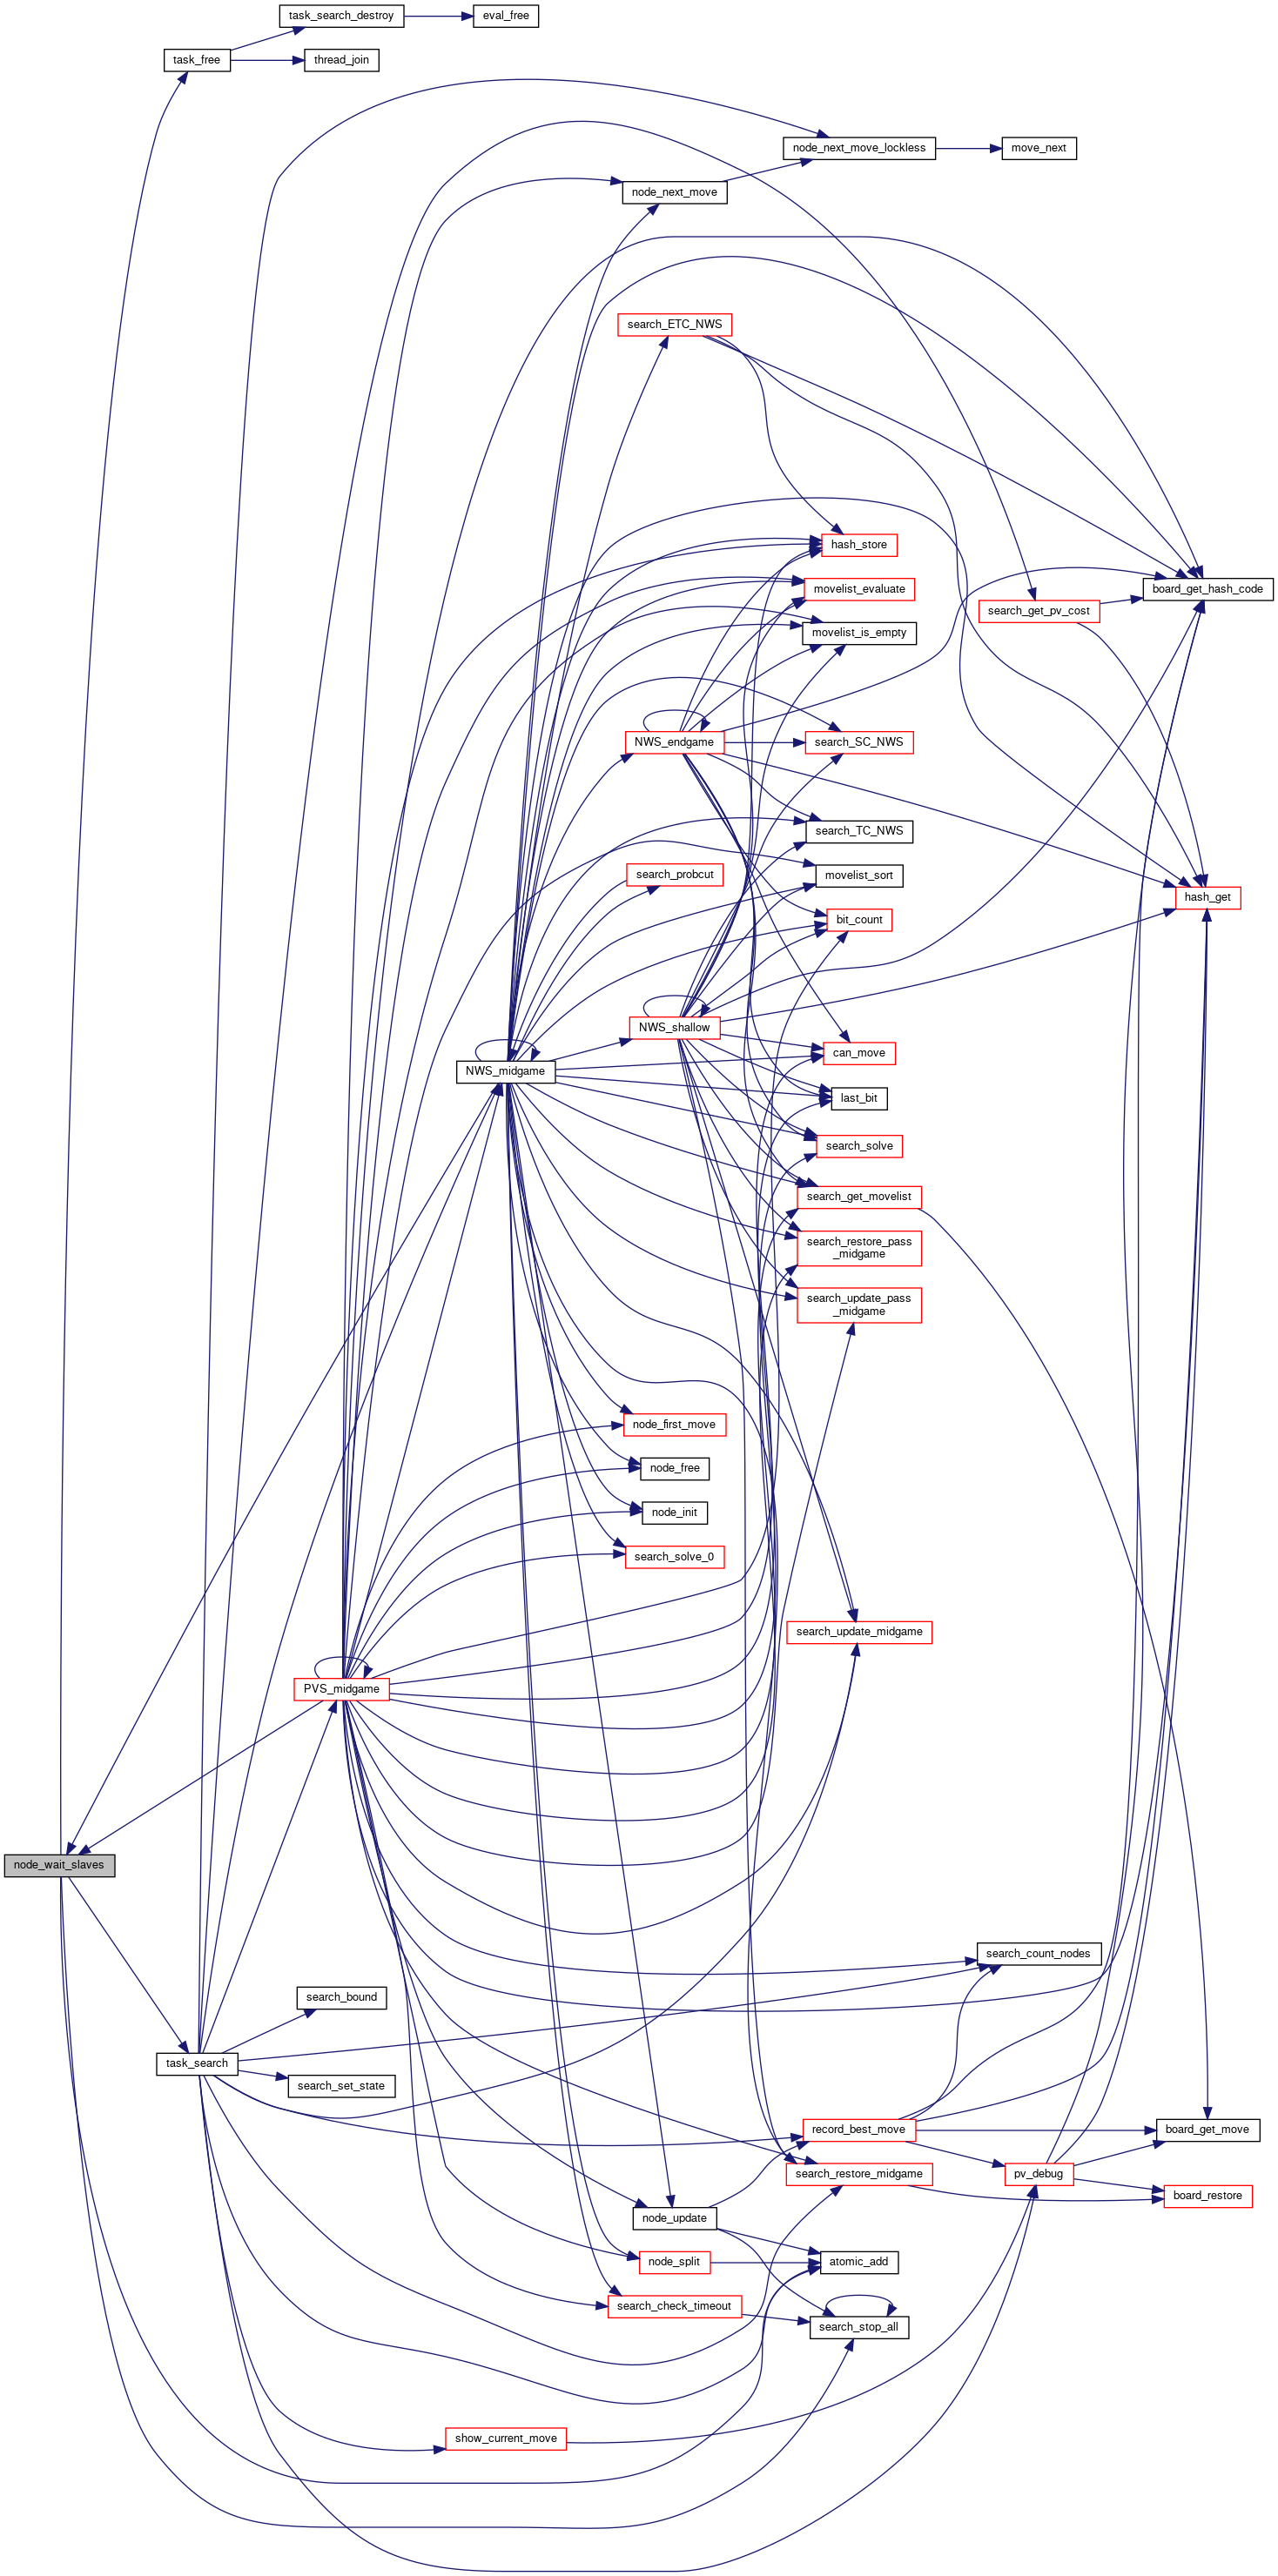 task_search_destroy
eval_free
task_free
thread_join
node_next_move_lockless
move_next
node_next_move
search_ETC_NWS
hash_store
movelist_evaluate
board_get_hash_code
search_get_pv_cost
movelist_is_empty
NWS_endgame
search_SC_NWS
search_TC_NWS
search_probcut
movelist_sort
hash_get
bit_count
NWS_shallow
can_move
NWS_midgame
last_bit
search_solve
search_get_movelist
search_restore_pass
_midgame
search_update_pass
_midgame
node_first_move
node_free
node_init
search_solve_0
search_update_midgame
PVS_midgame
node_wait_slaves
search_count_nodes
search_bound
task_search
search_set_state
record_best_move
board_get_move
search_restore_midgame
pv_debug
board_restore
node_update
node_split
atomic_add
search_check_timeout
search_stop_all
show_current_move